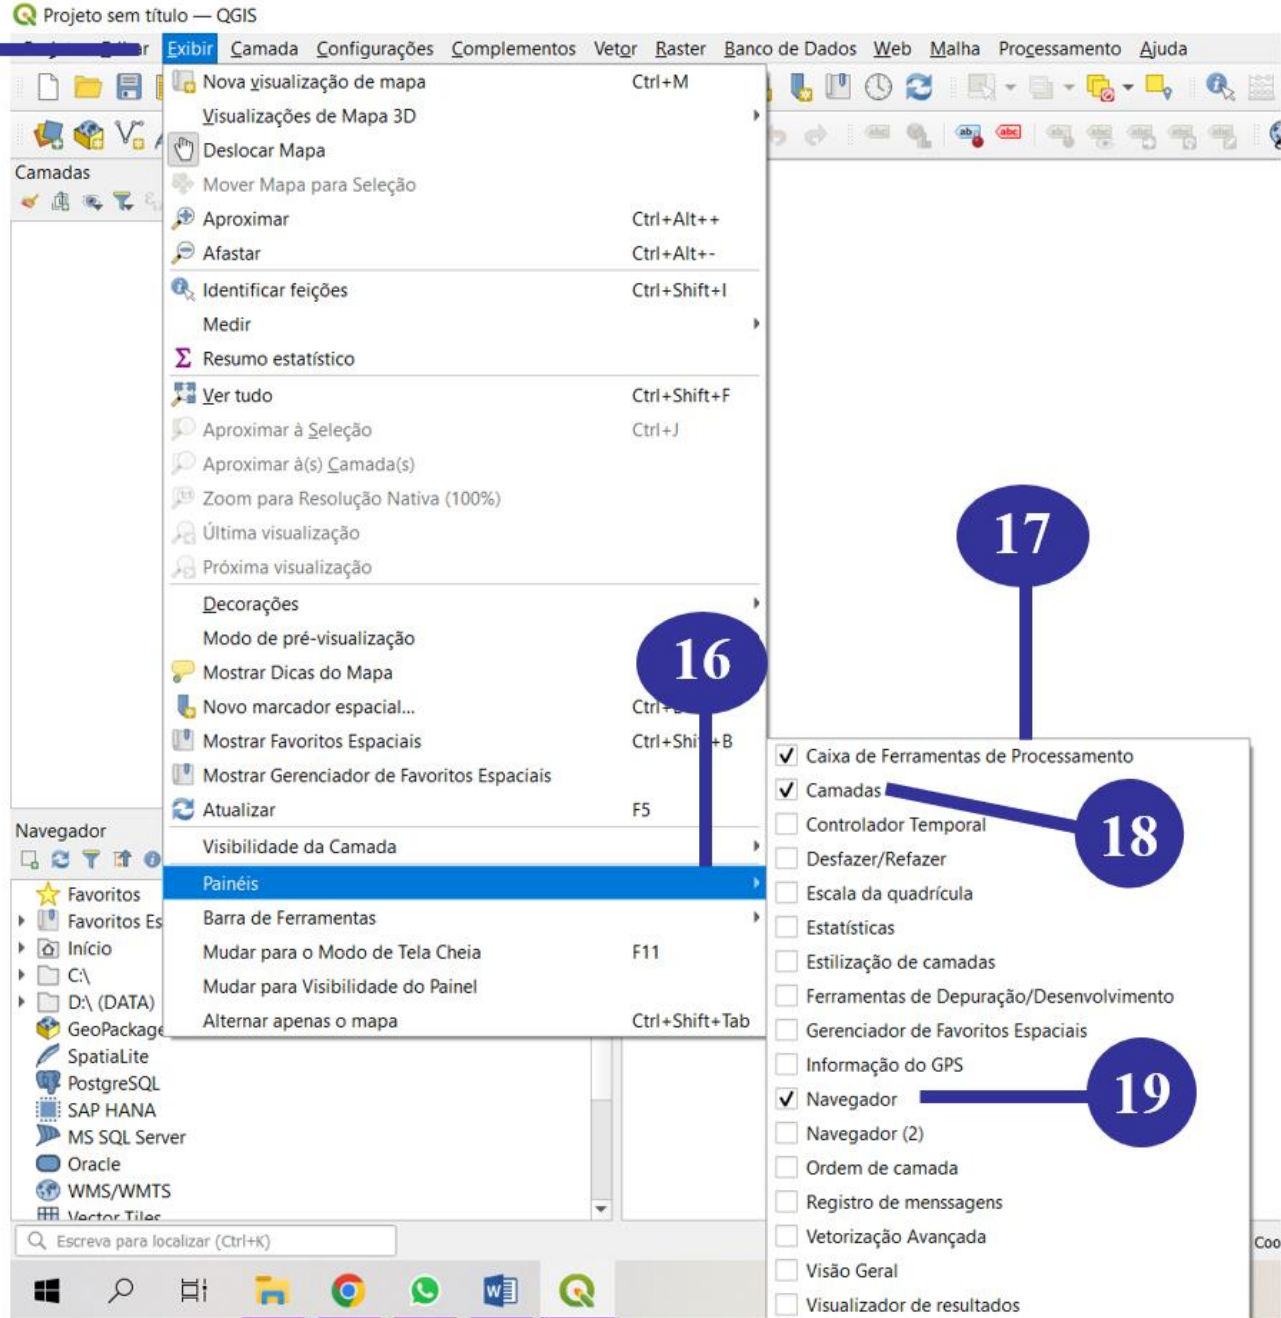 Projeto sem título — QGIS
Exibir Camada Configurações Complementos Vetor Raster Banco de Dados Web Malha Processamento Ajuda
Nova visualização de mapa Ctrl+M
Visualizações de Mapa 3D
Deslocar Mapa
Camadas
Mover Mapa para Seleção
Aproximar Ctrl+Alt++
Afastar Ctrl+Alt+-
Identificar feições Ctrl+Shift+I
Medir
Resumo estatístico
Ver tudo Ctrl+Shift+F
Aproximar à Seleção Ctrl+J
Aproximar à(s) Camada(s)
Zoom para Resolução Nativa (100%)
Última visualização
Próxima visualização
17
Decorações
Modo de pré-visualização
16
Mostrar Dicas do Mapa
Novo marcador espacial...
Mostrar Favoritos Espaciais Ctrl+Shift+B
Mostrar Gerenciador de Favoritos Espaciais
Atualizar F5
Visibilidade da Camada
Painéis
Barra de Ferramentas
Mudar para o Modo de Tela Cheia F11
Mudar para Visibilidade do Painel
Alternar apenas o mapa Ctrl+Shift+Tab
Caixa de Ferramentas de Processamento
Camadas
18
Controlador Temporal
Desfazer/Refazer
Escala da quadrícula
Estatísticas
Estilização de camadas
Ferramentas de Depuração/Desenvolvimento
Gerenciador de Favoritos Espaciais
Informação do GPS
Navegador
19
Navegador (2)
Ordem de camada
Registro de menssagens
Vetorização Avançada
Visão Geral
Visualizador de resultados
Navegador
Favoritos
Favoritos Es
Início
C:\
D:\ (DATA)
GeoPackage
SpatiaLite
PostgreSQL
SAP HANA
MS SQL Server
Oracle
WMS/WMTS
Vector Tiles
Escreva para localizar (Ctrl+K)
Coo